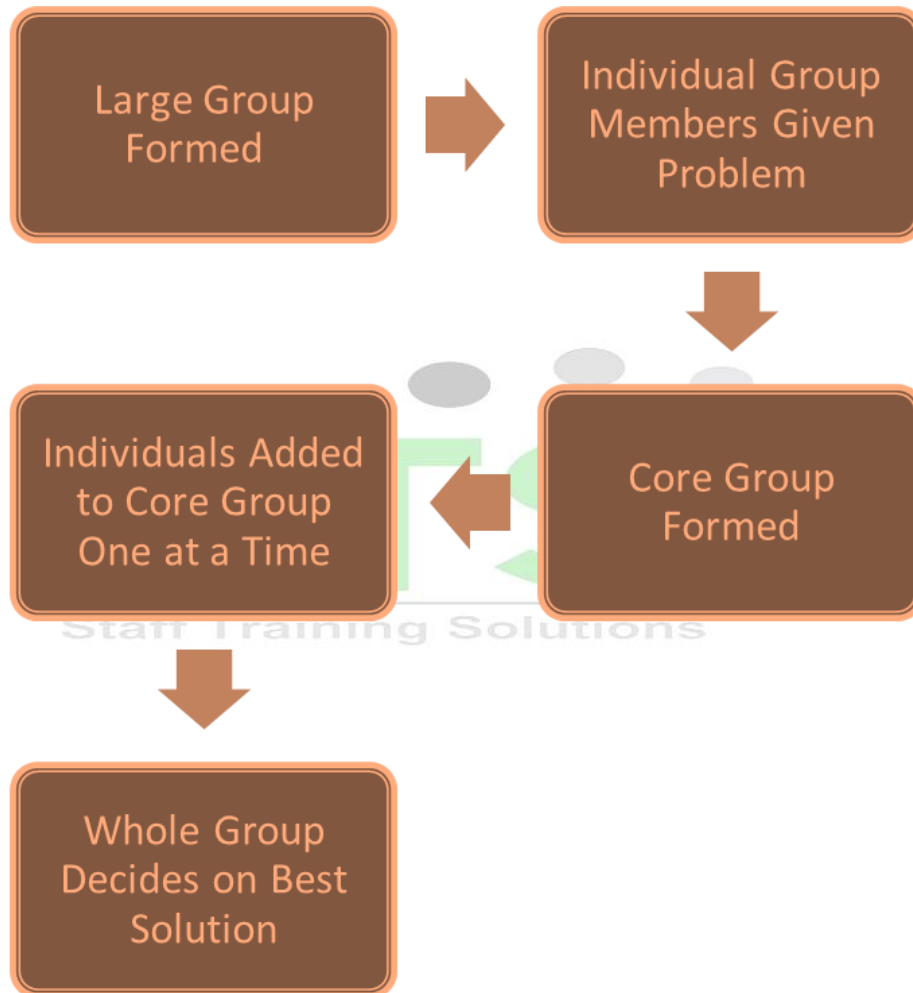 Large Group
Formed
Individual Group
Members Given
Problem
Core Group
Formed
Individuals Added
to Core Group
One at a Time
Staff Training Solutions
Whole Group
Decides on Best
Solution